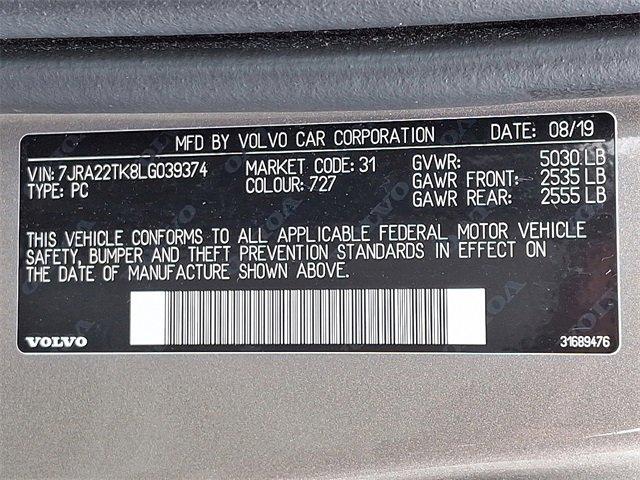 MFD BY VOLVO CAR CORPORATION DATE: 08/19
VIN: 7JRA22TK8LG039374 MARKET CODE: 31 GVWR: 5030 LB
TYPE: PC COLOUR: 727 GAWR FRONT: 2535 LB
GAWR REAR: 2555 LB
THIS VEHICLE CONFORMS TO ALL APPLICABLE FEDERAL MOTOR VEHICLE
SAFETY, BUMPER AND THEFT PREVENTION STANDARDS IN EFFECT ON
THE DATE OF MANUFACTURE SHOWN ABOVE.
VOLVO 31689476